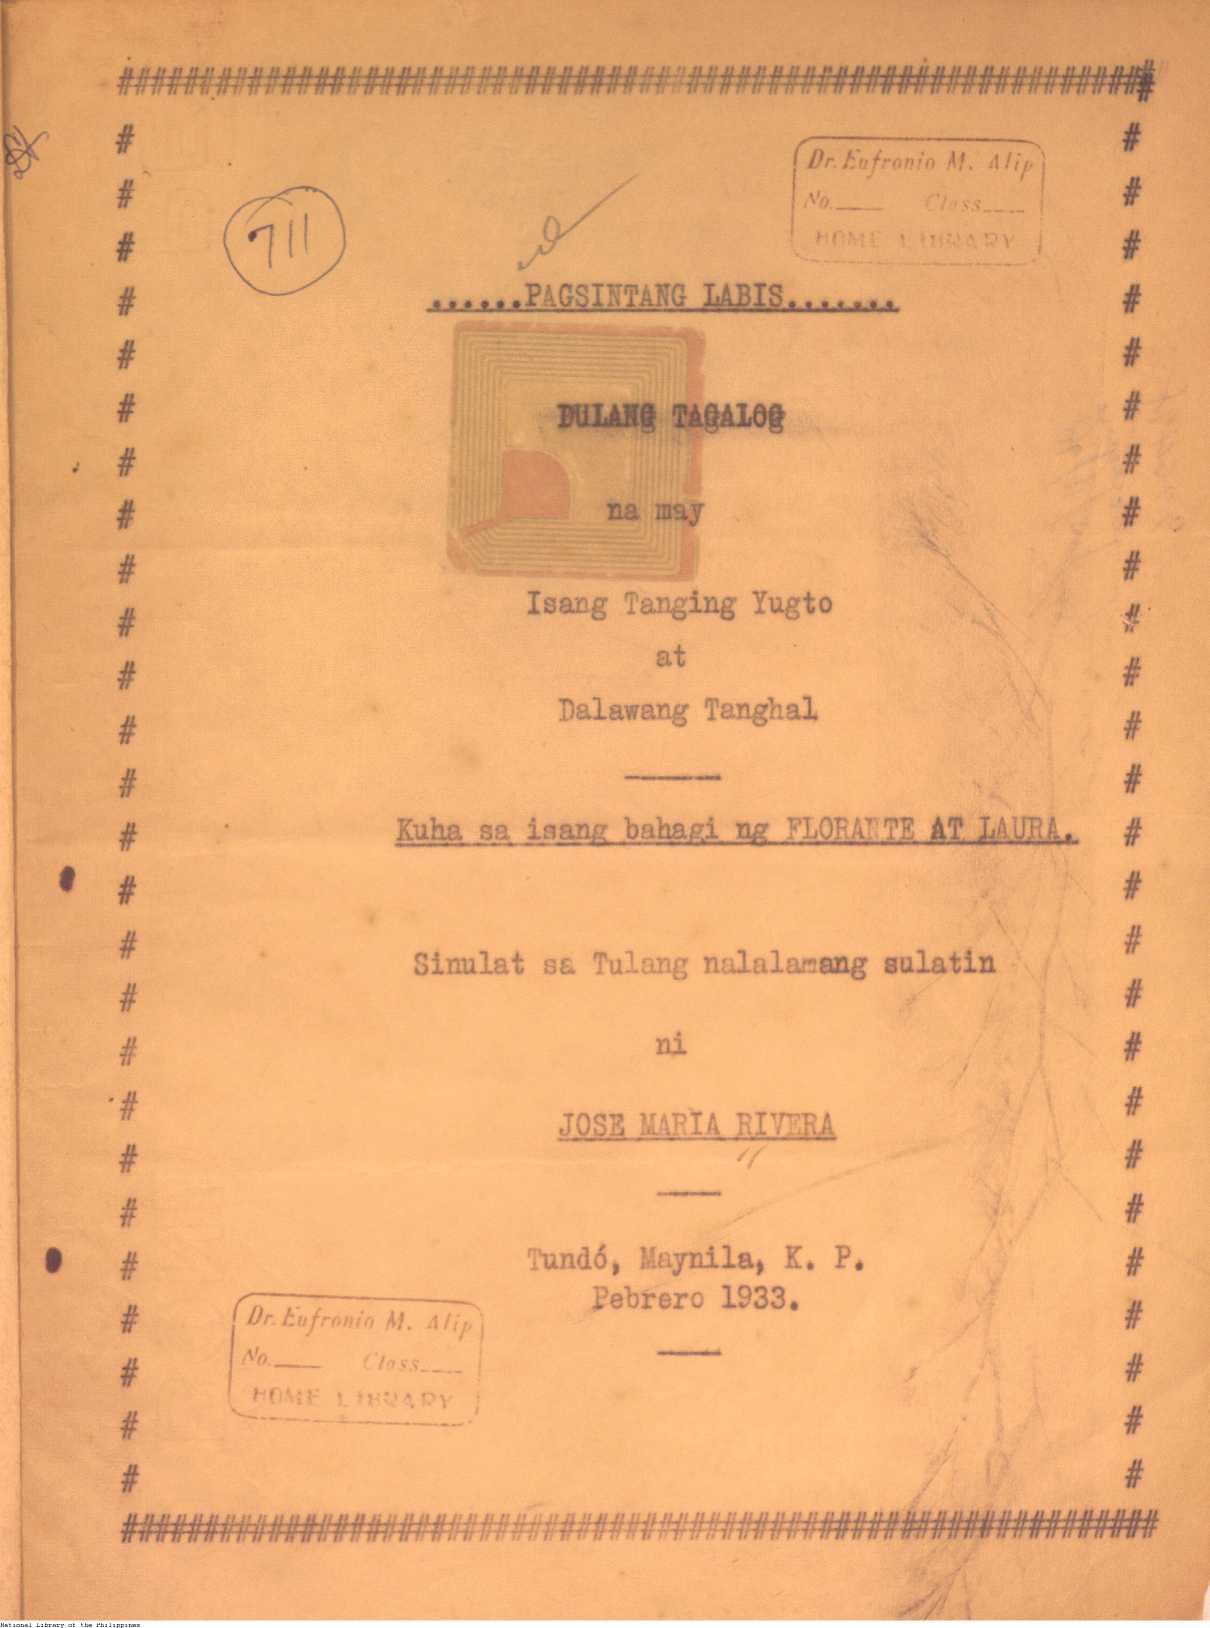 Dr. Eufronio M. Alip
No.____ Class____
HOME LIBRARY
711
......PAGSINTANG LABIS.......
DULANG TAGALOG
na may
Isang Tanging Yugto
at
Dalawang Tanghal
Kuha sa isang bahagi ng FLORANTE AT LAURA.
Sinulat sa Tulang nalalamang sulatin
ni
JOSE MARIA RIVERA
Tundó, Maynila, K. P.
Pebrero 1933.
Dr. Eufronio M. Alip
No.____ Class____
HOME LIBRARY
National Library of the Philippines